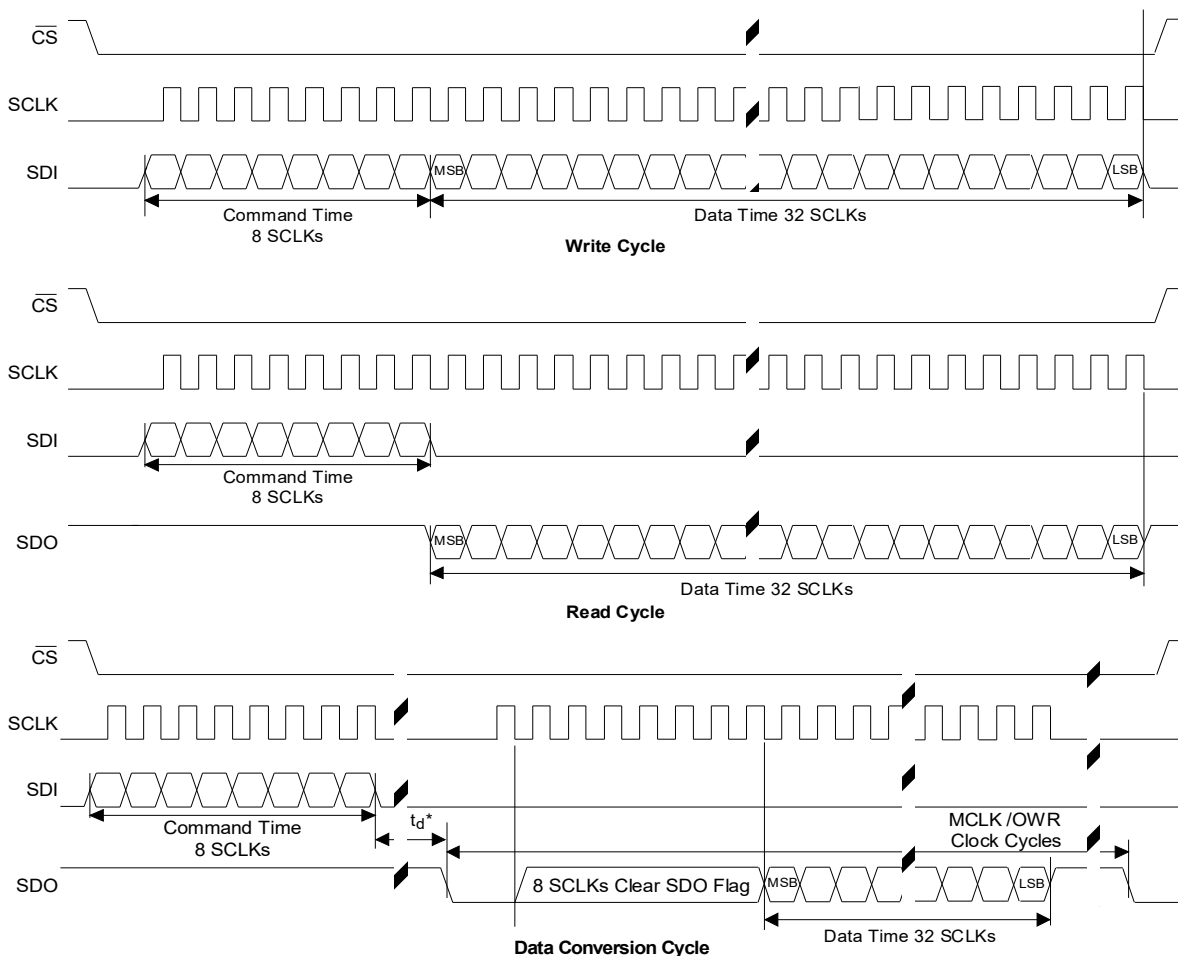 CS
SCLK
SDI
MSB
LSB
Command Time
8 SCLKs
Data Time 32 SCLKs
Write Cycle
CS
SCLK
SDI
Command Time
8 SCLKs
SDO
MSB
LSB
Data Time 32 SCLKs
Read Cycle
CS
SCLK
SDI
Command Time
8 SCLKs
td*
MCLK /OWR
Clock Cycles
SDO
8 SCLKs Clear SDO Flag
MSB
LSB
Data Time 32 SCLKs
Data Conversion Cycle